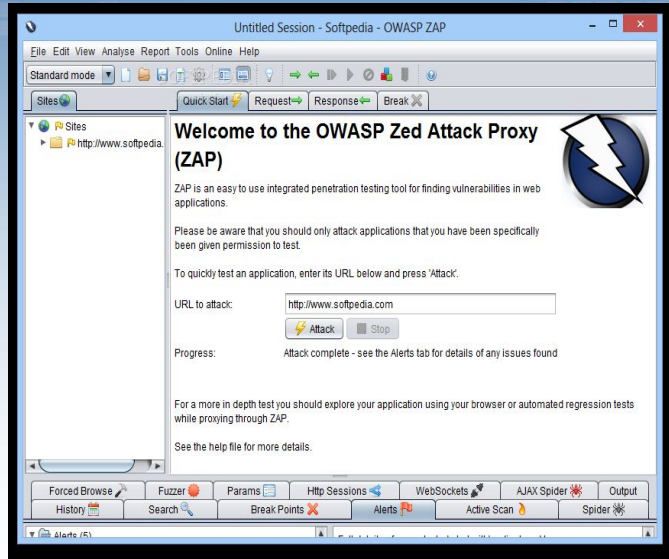 Untitled Session - Softpedia - OWASP ZAP
File Edit View Analyse Report Tools Online Help
Standard mode
Sites
Quick Start Request Response Break
Sites
http://www.softpedia.
Welcome to the OWASP Zed Attack Proxy
(ZAP)
ZAP is an easy to use integrated penetration testing tool for finding vulnerabilities in web
applications.
Please be aware that you should only attack applications that you have been specifically
been given permission to test.
To quickly test an application, enter its URL below and press 'Attack'.
URL to attack: http://www.softpedia.com
Attack Stop
Progress: Attack complete - see the Alerts tab for details of any issues found
For a more in depth test you should explore your application using your browser or automated regression tests
while proxying through ZAP.
See the help file for more details.
Forced Browse Fuzzer Params Http Sessions WebSockets AJAX Spider Output
History Search Break Points Alerts Active Scan Spider
Alerts (5)